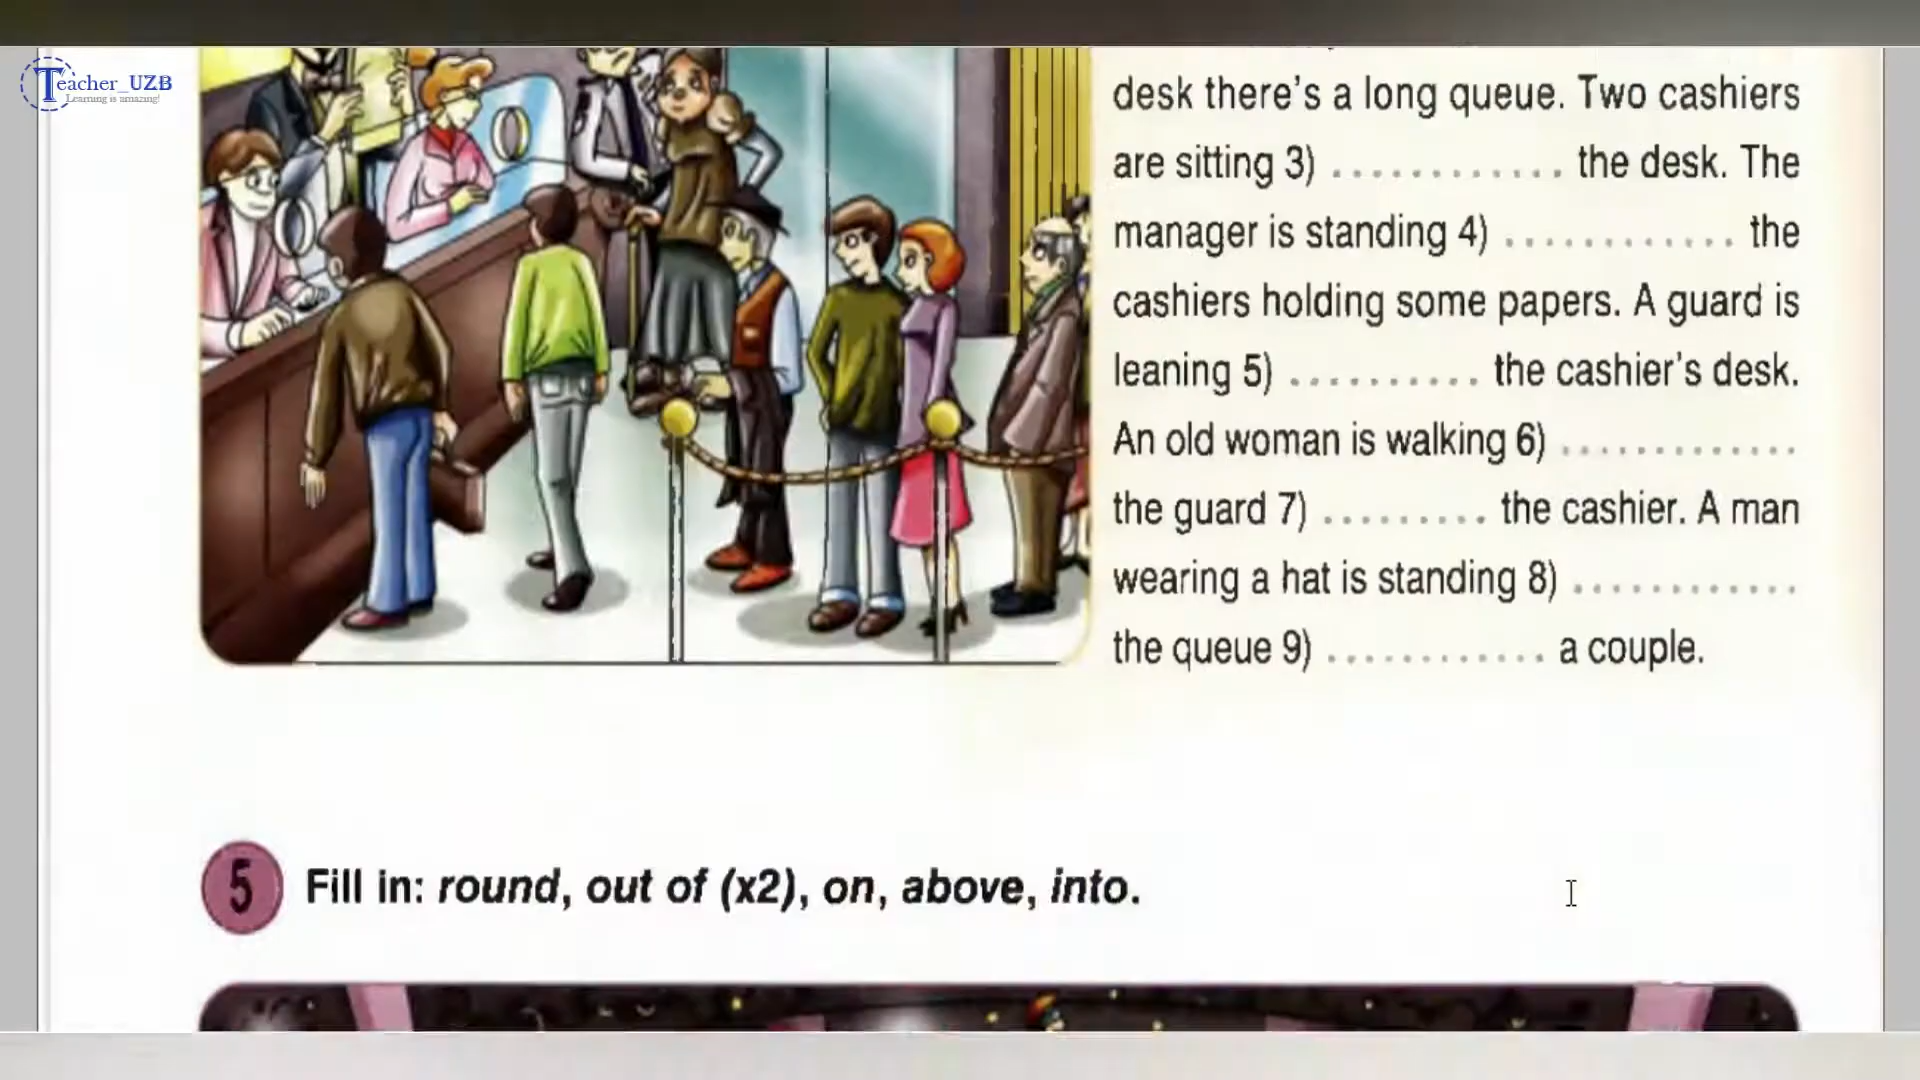 Teacher_UZB
Learning is amazing!
desk there's a long queue. Two cashiers
are sitting 3) ............ the desk. The
manager is standing 4) ............ the
cashiers holding some papers. A guard is
leaning 5) .......... the cashier's desk.
An old woman is walking 6) ............
the guard 7) ......... the cashier. A man
wearing a hat is standing 8) ............
the queue 9) ............ a couple.
5 Fill in: round, out of (x2), on, above, into.